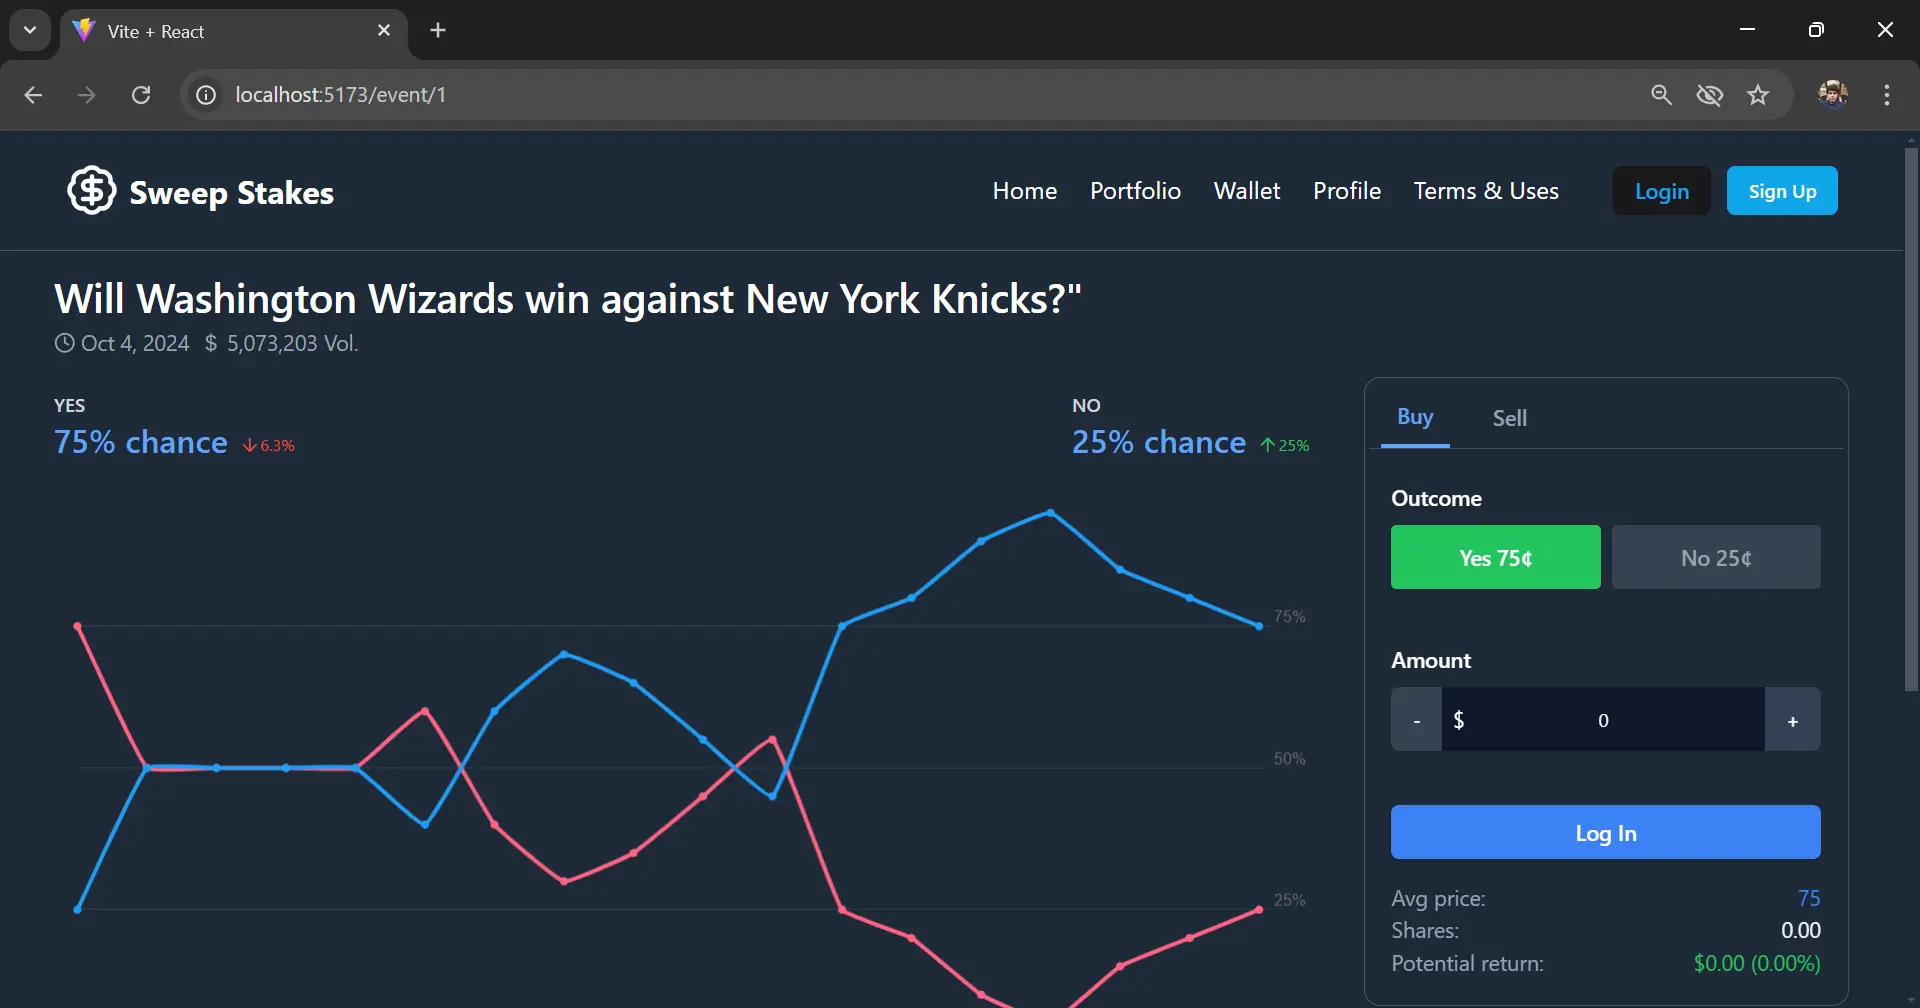 Vite + React
localhost:5173/event/1
Sweep Stakes
Home Portfolio Wallet Profile Terms & Uses Login Sign Up
Will Washington Wizards win against New York Knicks?"
Oct 4, 2024 $ 5,073,203 Vol.
YES
75% chance ↓6.3%
NO
25% chance ↑25%
75%
50%
25%
Buy Sell
Outcome
Yes 75¢ No 25¢
Amount
- $ 0 +
Log In
Avg price: 75
Shares: 0.00
Potential return: $0.00 (0.00%)